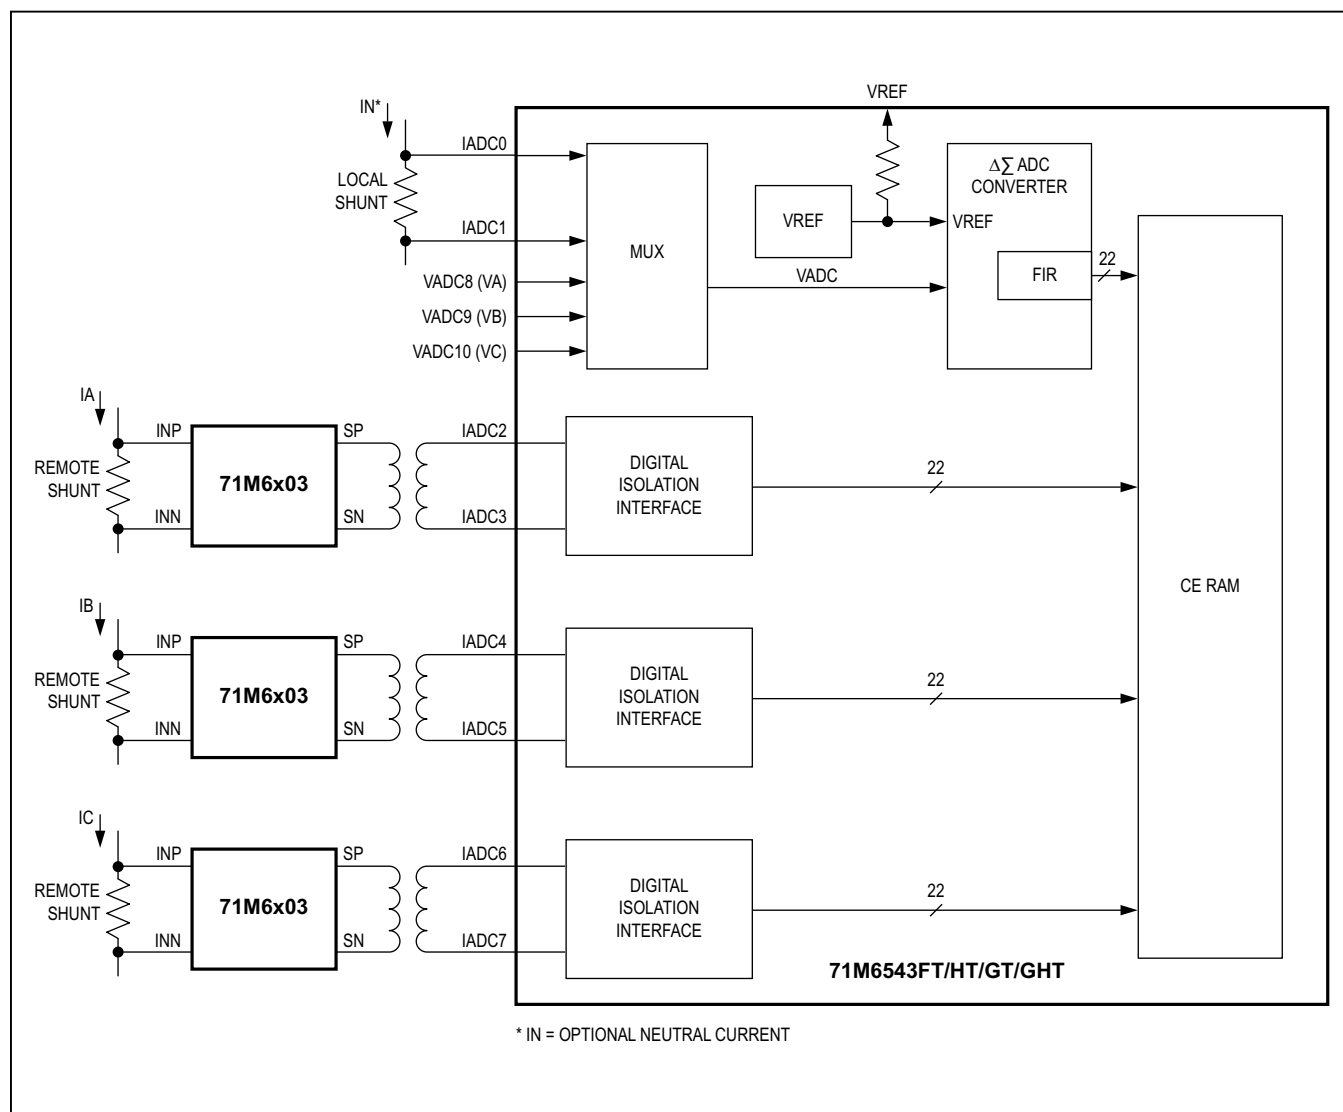 VREF
IN*
IADC0
LOCAL
SHUNT
IADC1
VADC8 (VA)
VADC9 (VB)
VADC10 (VC)
MUX
VREF
VADC
ΔΣ ADC
CONVERTER
VREF
FIR
22
IA
REMOTE
SHUNT
INP
INN
71M6x03
SP
SN
IADC2
IADC3
DIGITAL
ISOLATION
INTERFACE
22
IB
REMOTE
SHUNT
INP
INN
71M6x03
SP
SN
IADC4
IADC5
DIGITAL
ISOLATION
INTERFACE
22
CE RAM
IC
REMOTE
SHUNT
INP
INN
71M6x03
SP
SN
IADC6
IADC7
DIGITAL
ISOLATION
INTERFACE
22
71M6543FT/HT/GT/GHT
* IN = OPTIONAL NEUTRAL CURRENT